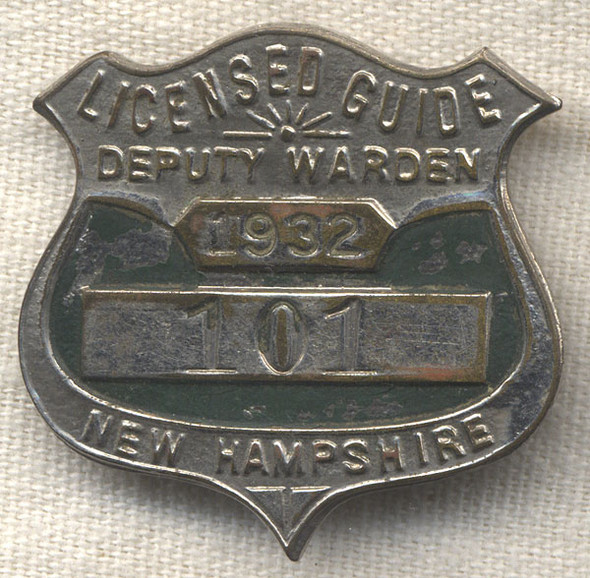 LICENSED GUIDE
DEPUTY WARDEN
1932
101
NEW HAMPSHIRE